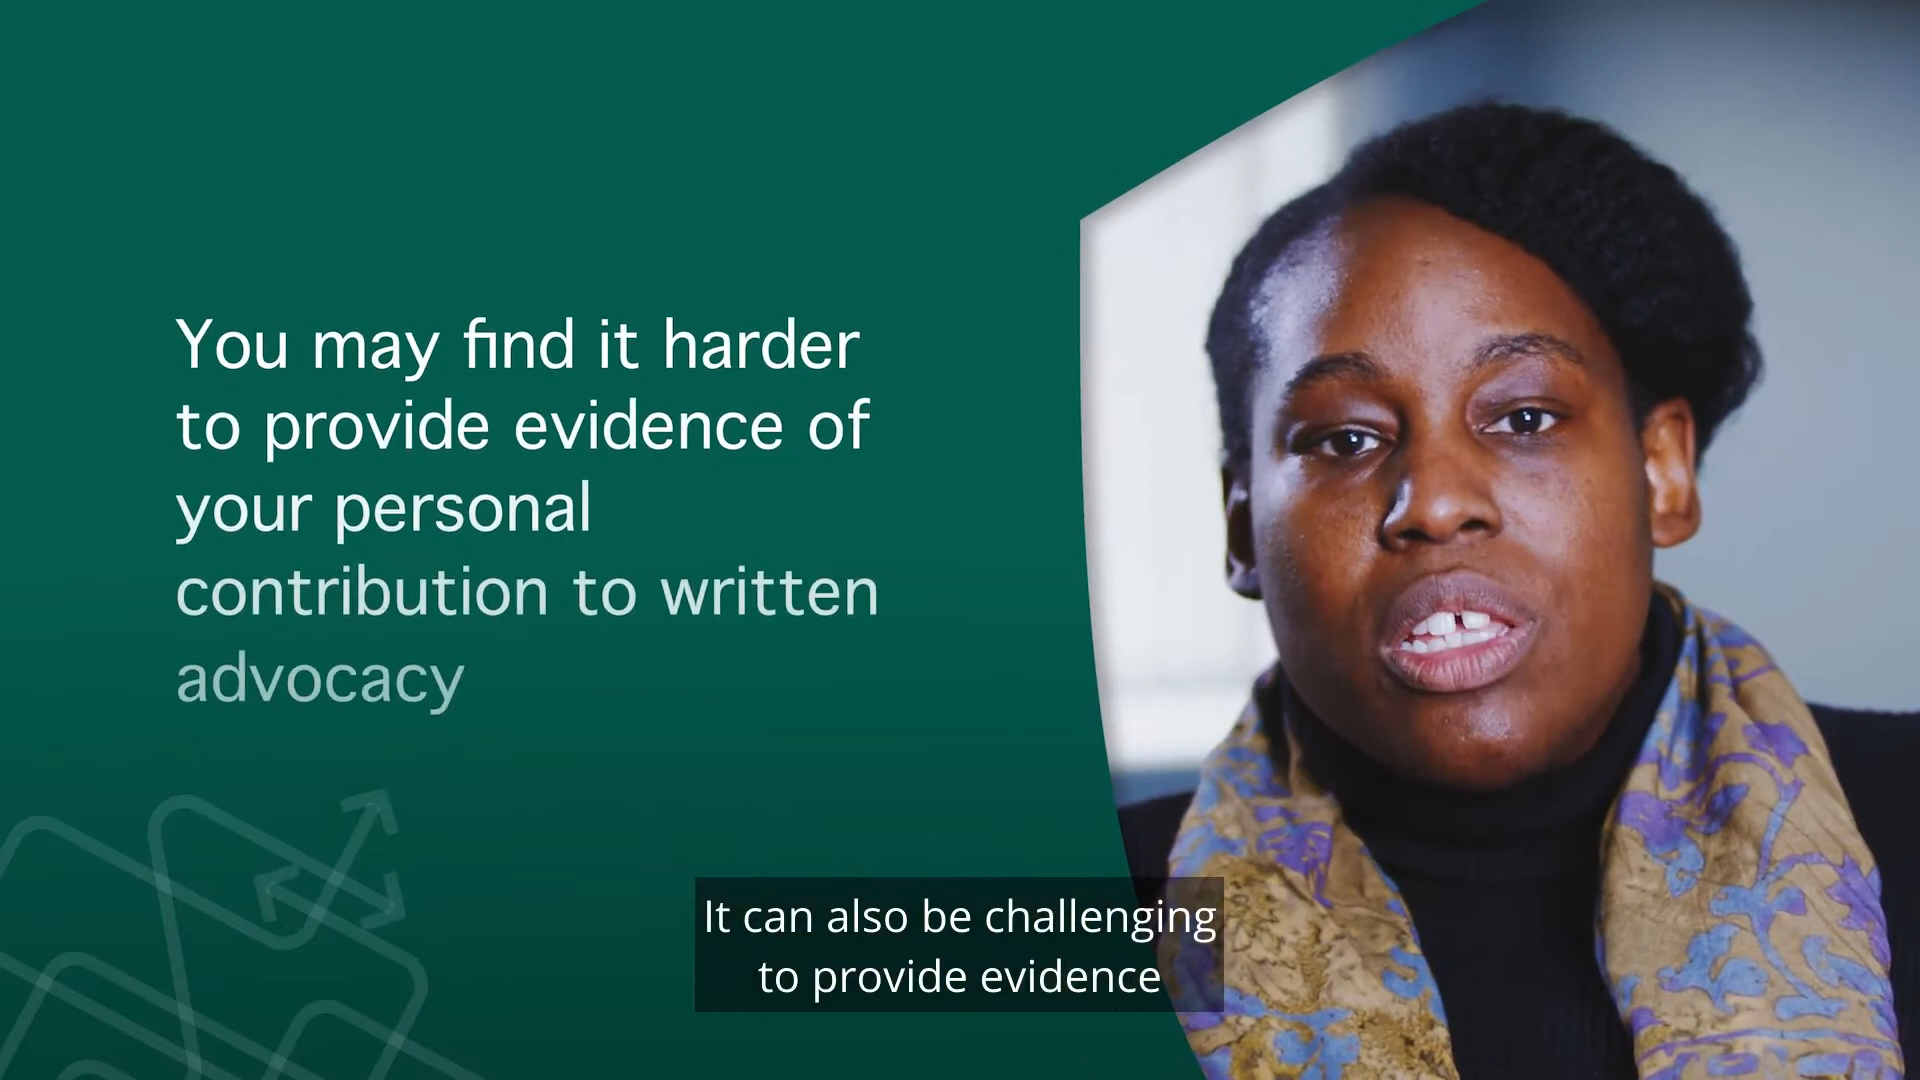 You may find it harder
to provide evidence of
your personal
contribution to written
advocacy
It can also be challenging
to provide evidence